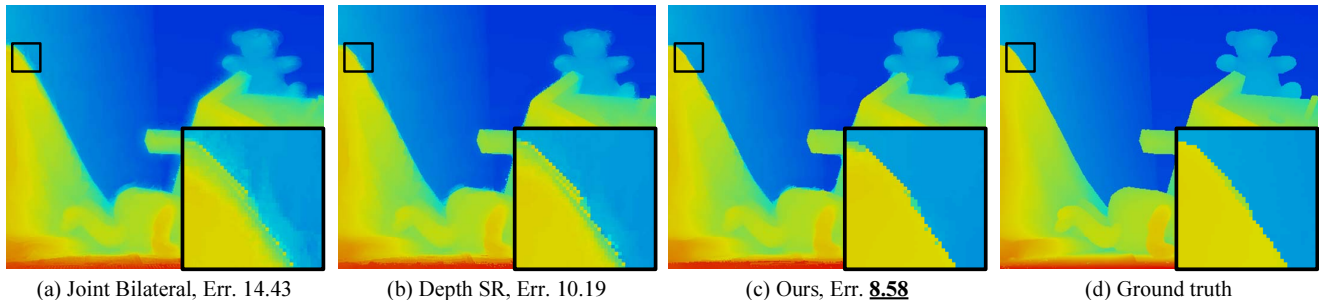 (a) Joint Bilateral, Err. 14.43
(b) Depth SR, Err. 10.19
(c) Ours, Err. 8.58
(d) Ground truth